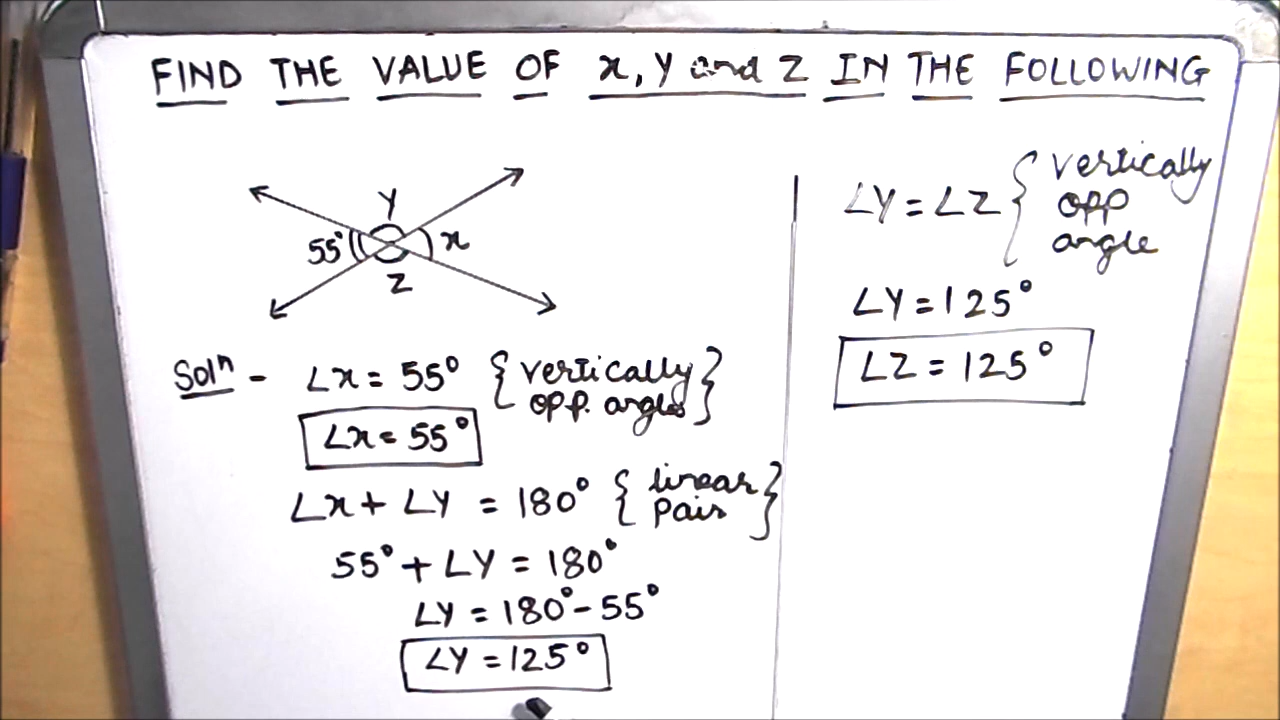 FIND THE VALUE OF x, y and z IN THE FOLLOWING
y
55° x
z
Solⁿ - ∠x = 55° { vertically
opp. angles }
∠x = 55°
∠x + ∠y = 180° { linear
pair }
55° + ∠y = 180°
∠y = 180° - 55°
∠y = 125°
∠y = ∠z { vertically
opp
angle
∠y = 125°
∠z = 125°